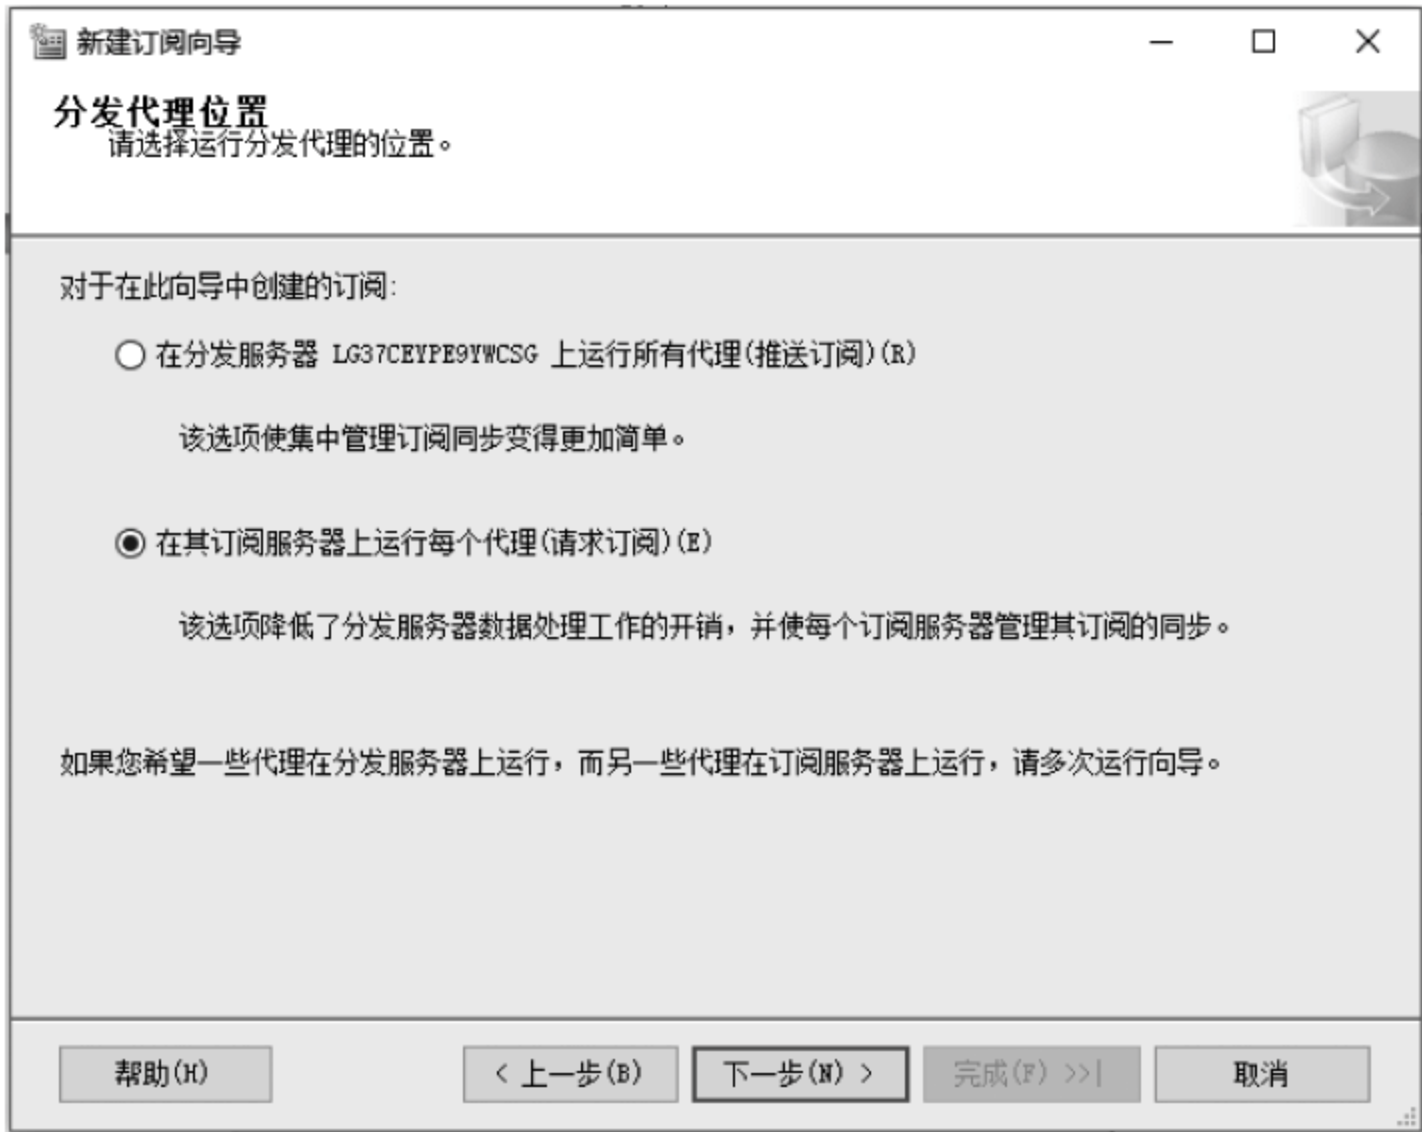 新建订阅向导
分发代理位置
请选择运行分发代理的位置。
对于在此向导中创建的订阅:
在分发服务器 LG37CEYPE9YWCSG 上运行所有代理(推送订阅)(R)
该选项使集中管理订阅同步变得更加简单。
在其订阅服务器上运行每个代理(请求订阅)(E)
该选项降低了分发服务器数据处理工作的开销，并使每个订阅服务器管理其订阅的同步。
如果您希望一些代理在分发服务器上运行，而另一些代理在订阅服务器上运行，请多次运行向导。
帮助(H) < 上一步(B) 下一步(N) > 完成(F) >>| 取消